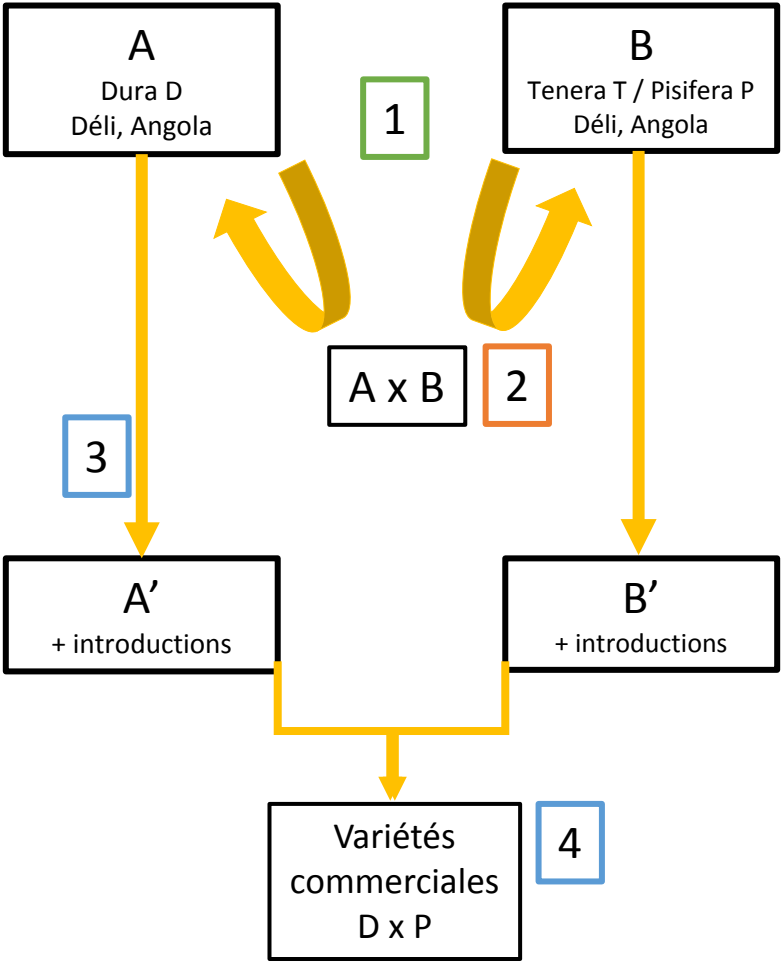 A
Dura D
Déli, Angola
B
Tenera T / Pisifera P
Déli, Angola
1
A x B
2
3
A’
+ introductions
B’
+ introductions
Variétés
commerciales
D x P
4